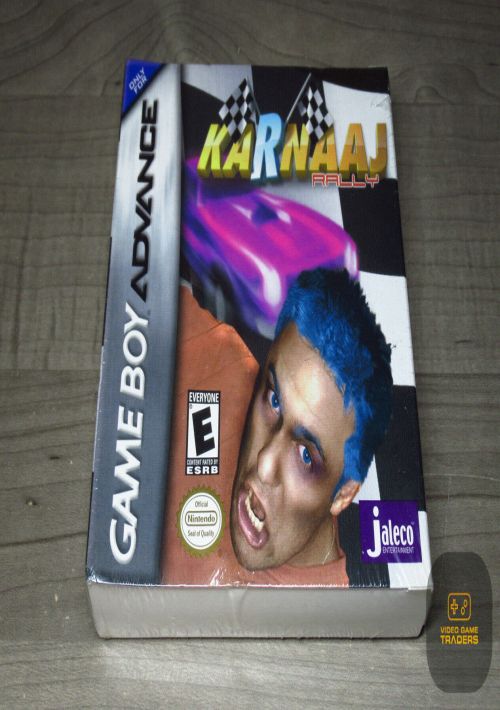 ONLY
FOR
GAME BOY ADVANCE
KARNAAJ
RALLY
EVERYONE
E
CONTENT RATED BY
ESRB
Official
Nintendo
Seal of Quality
jaleco
ENTERTAINMENT
VIDEO GAME
TRADERS